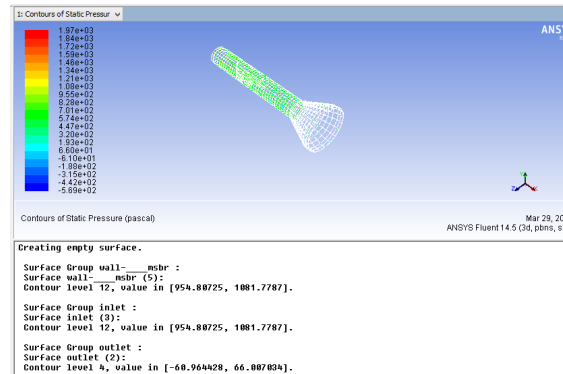 1: Contours of Static Pressur
1.97e+03
1.84e+03
1.72e+03
1.59e+03
1.46e+03
1.34e+03
1.21e+03
1.08e+03
9.55e+02
8.28e+02
7.01e+02
5.74e+02
4.47e+02
3.20e+02
1.93e+02
6.60e+01
-6.10e+01
-1.88e+02
-3.15e+02
-4.42e+02
-5.69e+02
ANS
Y
Z
X
Contours of Static Pressure (pascal)
Mar 29, 20
ANSYS Fluent 14.5 (3d, pbns, s
Creating empty surface.
Surface Group wall-____msbr :
Surface wall-____msbr (5):
Contour level 12, value in [954.80725, 1081.7787].
Surface Group inlet :
Surface inlet (3):
Contour level 12, value in [954.80725, 1081.7787].
Surface Group outlet :
Surface outlet (2):
Contour level 4, value in [-60.964428, 66.007034].